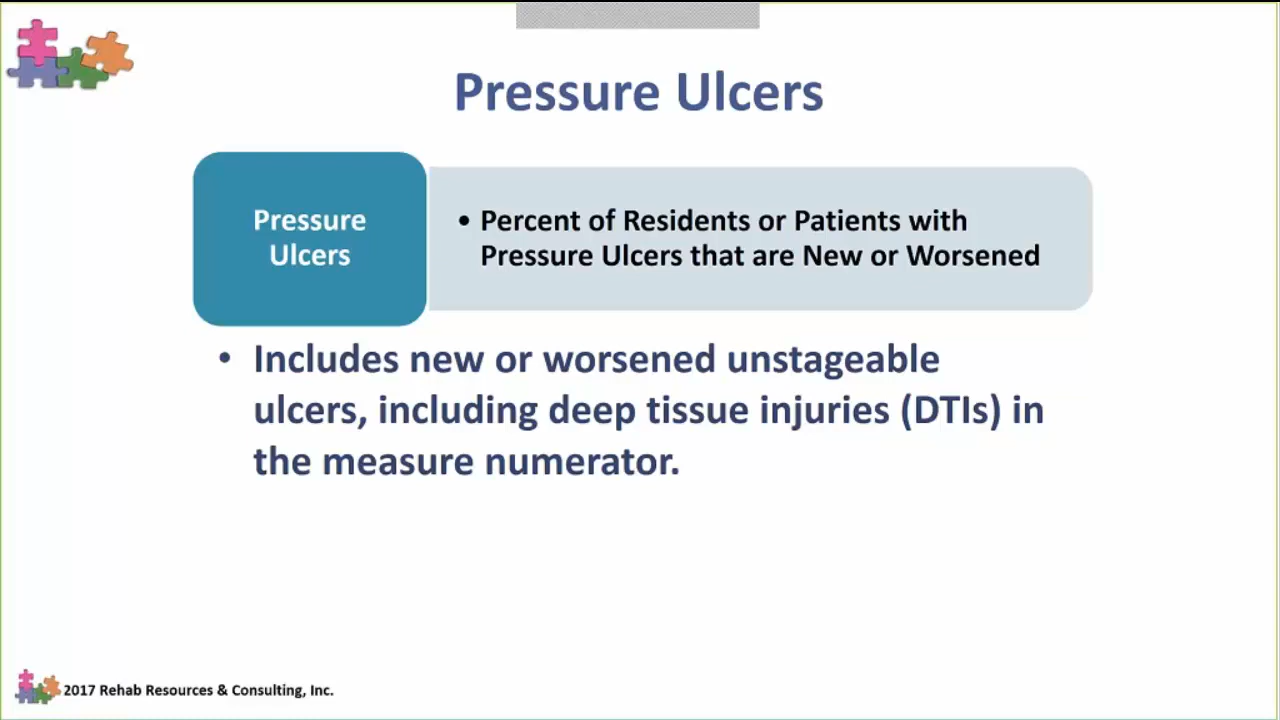 Pressure Ulcers
Pressure
Ulcers
• Percent of Residents or Patients with
Pressure Ulcers that are New or Worsened
• Includes new or worsened unstageable
ulcers, including deep tissue injuries (DTIs) in
the measure numerator.
2017 Rehab Resources & Consulting, Inc.